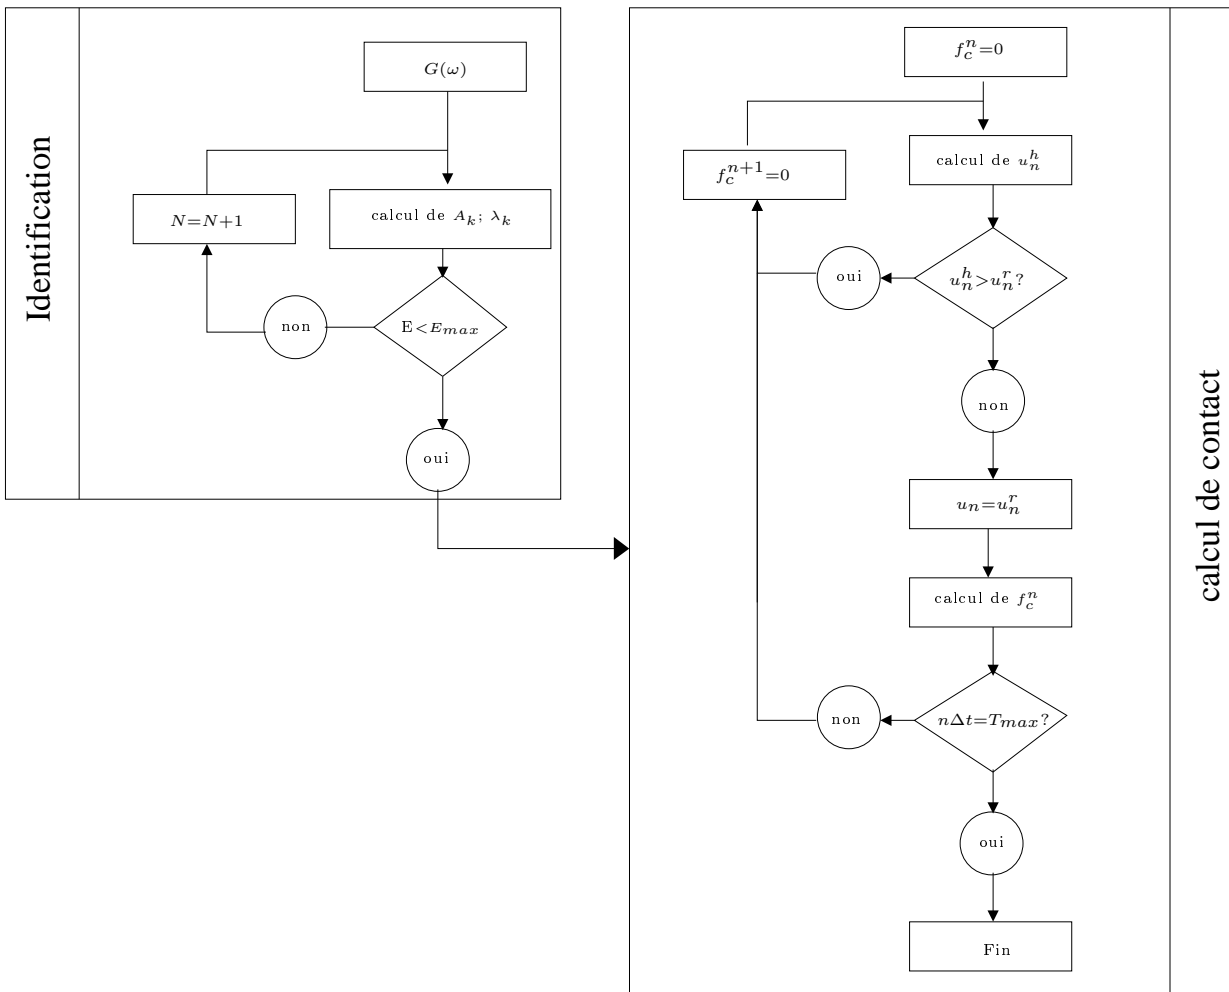 Identification
G(ω)
calcul de A_k; λ_k
N=N+1
E<E_max
non
oui
calcul de contact
f_c^n=0
f_c^{n+1}=0
calcul de u_n^h
u_n^h>u_n^r?
oui
non
u_n=u_n^r
calcul de f_c^n
nΔt=T_max?
non
oui
Fin